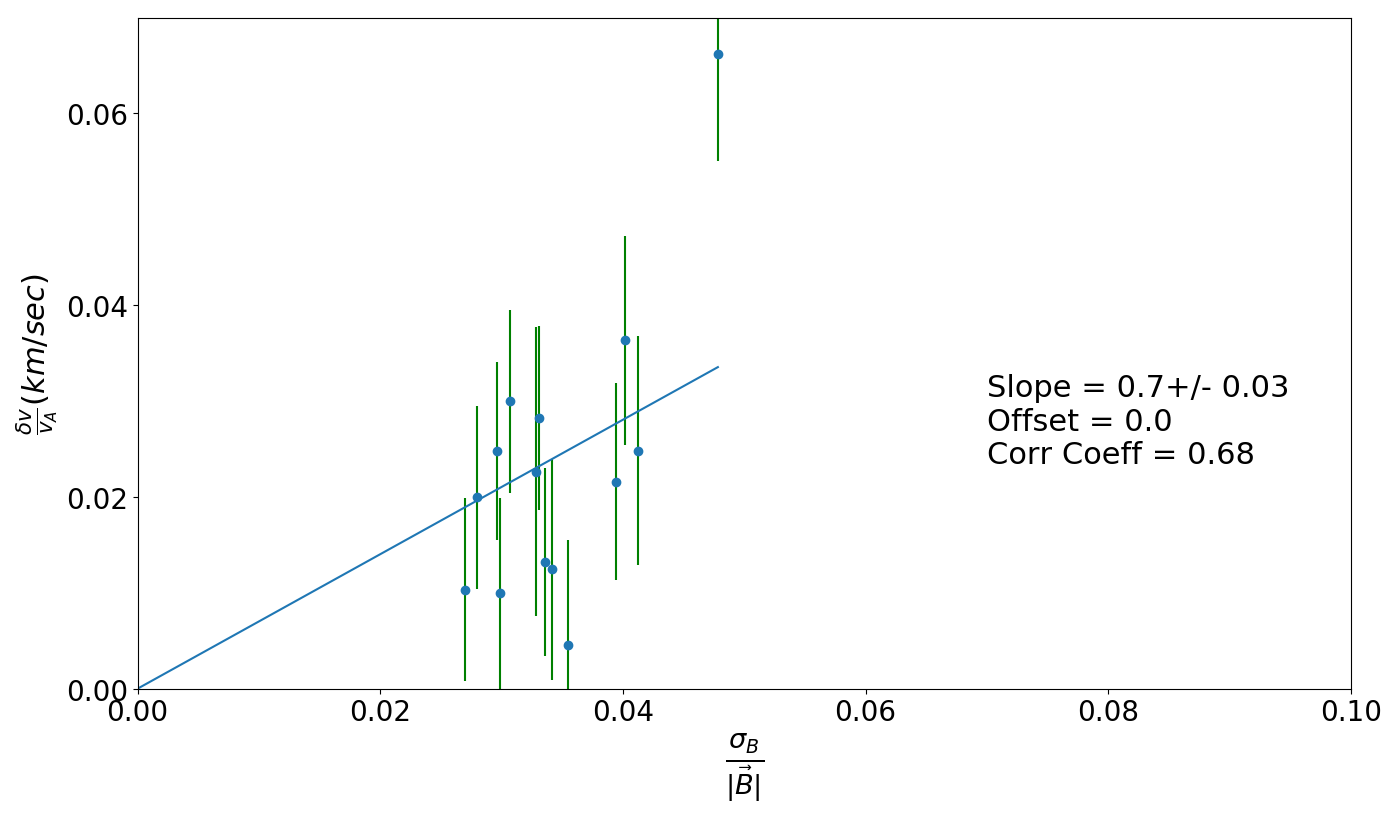 0.06
0.04
0.02
0.00
δv/v_A (km/sec)
Slope = 0.7+/- 0.03
Offset = 0.0
Corr Coeff = 0.68
0.00 0.02 0.04 0.06 0.08 0.10
σ_B
|B⃗|